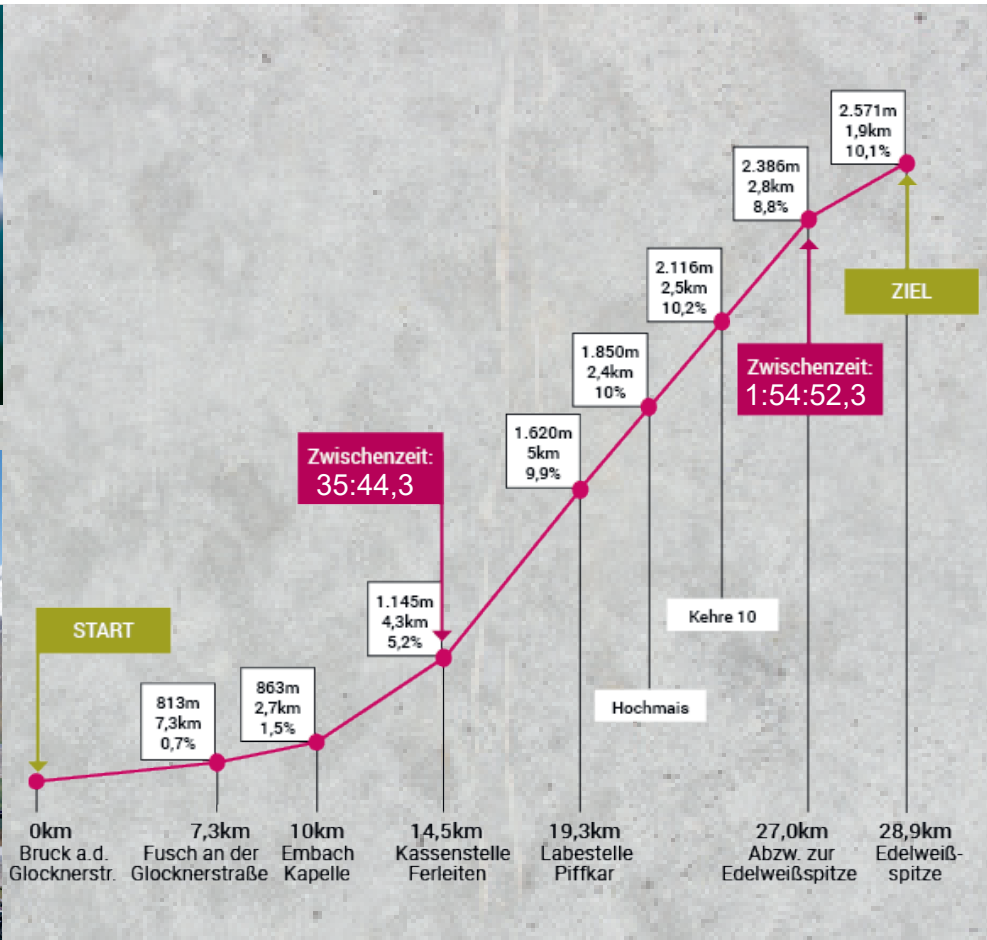 2.571m
1,9km
10,1%
2.386m
2,8km
8,8%
ZIEL
2.116m
2,5km
10,2%
1.850m
2,4km
10%
Zwischenzeit:
1:54:52,3
1.620m
5km
9,9%
Zwischenzeit:
35:44,3
1.145m
4,3km
5,2%
START
Kehre 10
863m
2,7km
1,5%
813m
7,3km
0,7%
Hochmais
0km
Bruck a.d.
Glocknerstr.
7,3km
Fusch an der
Glocknerstraße
10km
Embach
Kapelle
14,5km
Kassenstelle
Ferleiten
19,3km
Labestelle
Piffkar
27,0km
Abzw. zur
Edelweißspitze
28,9km
Edelweiß-
spitze